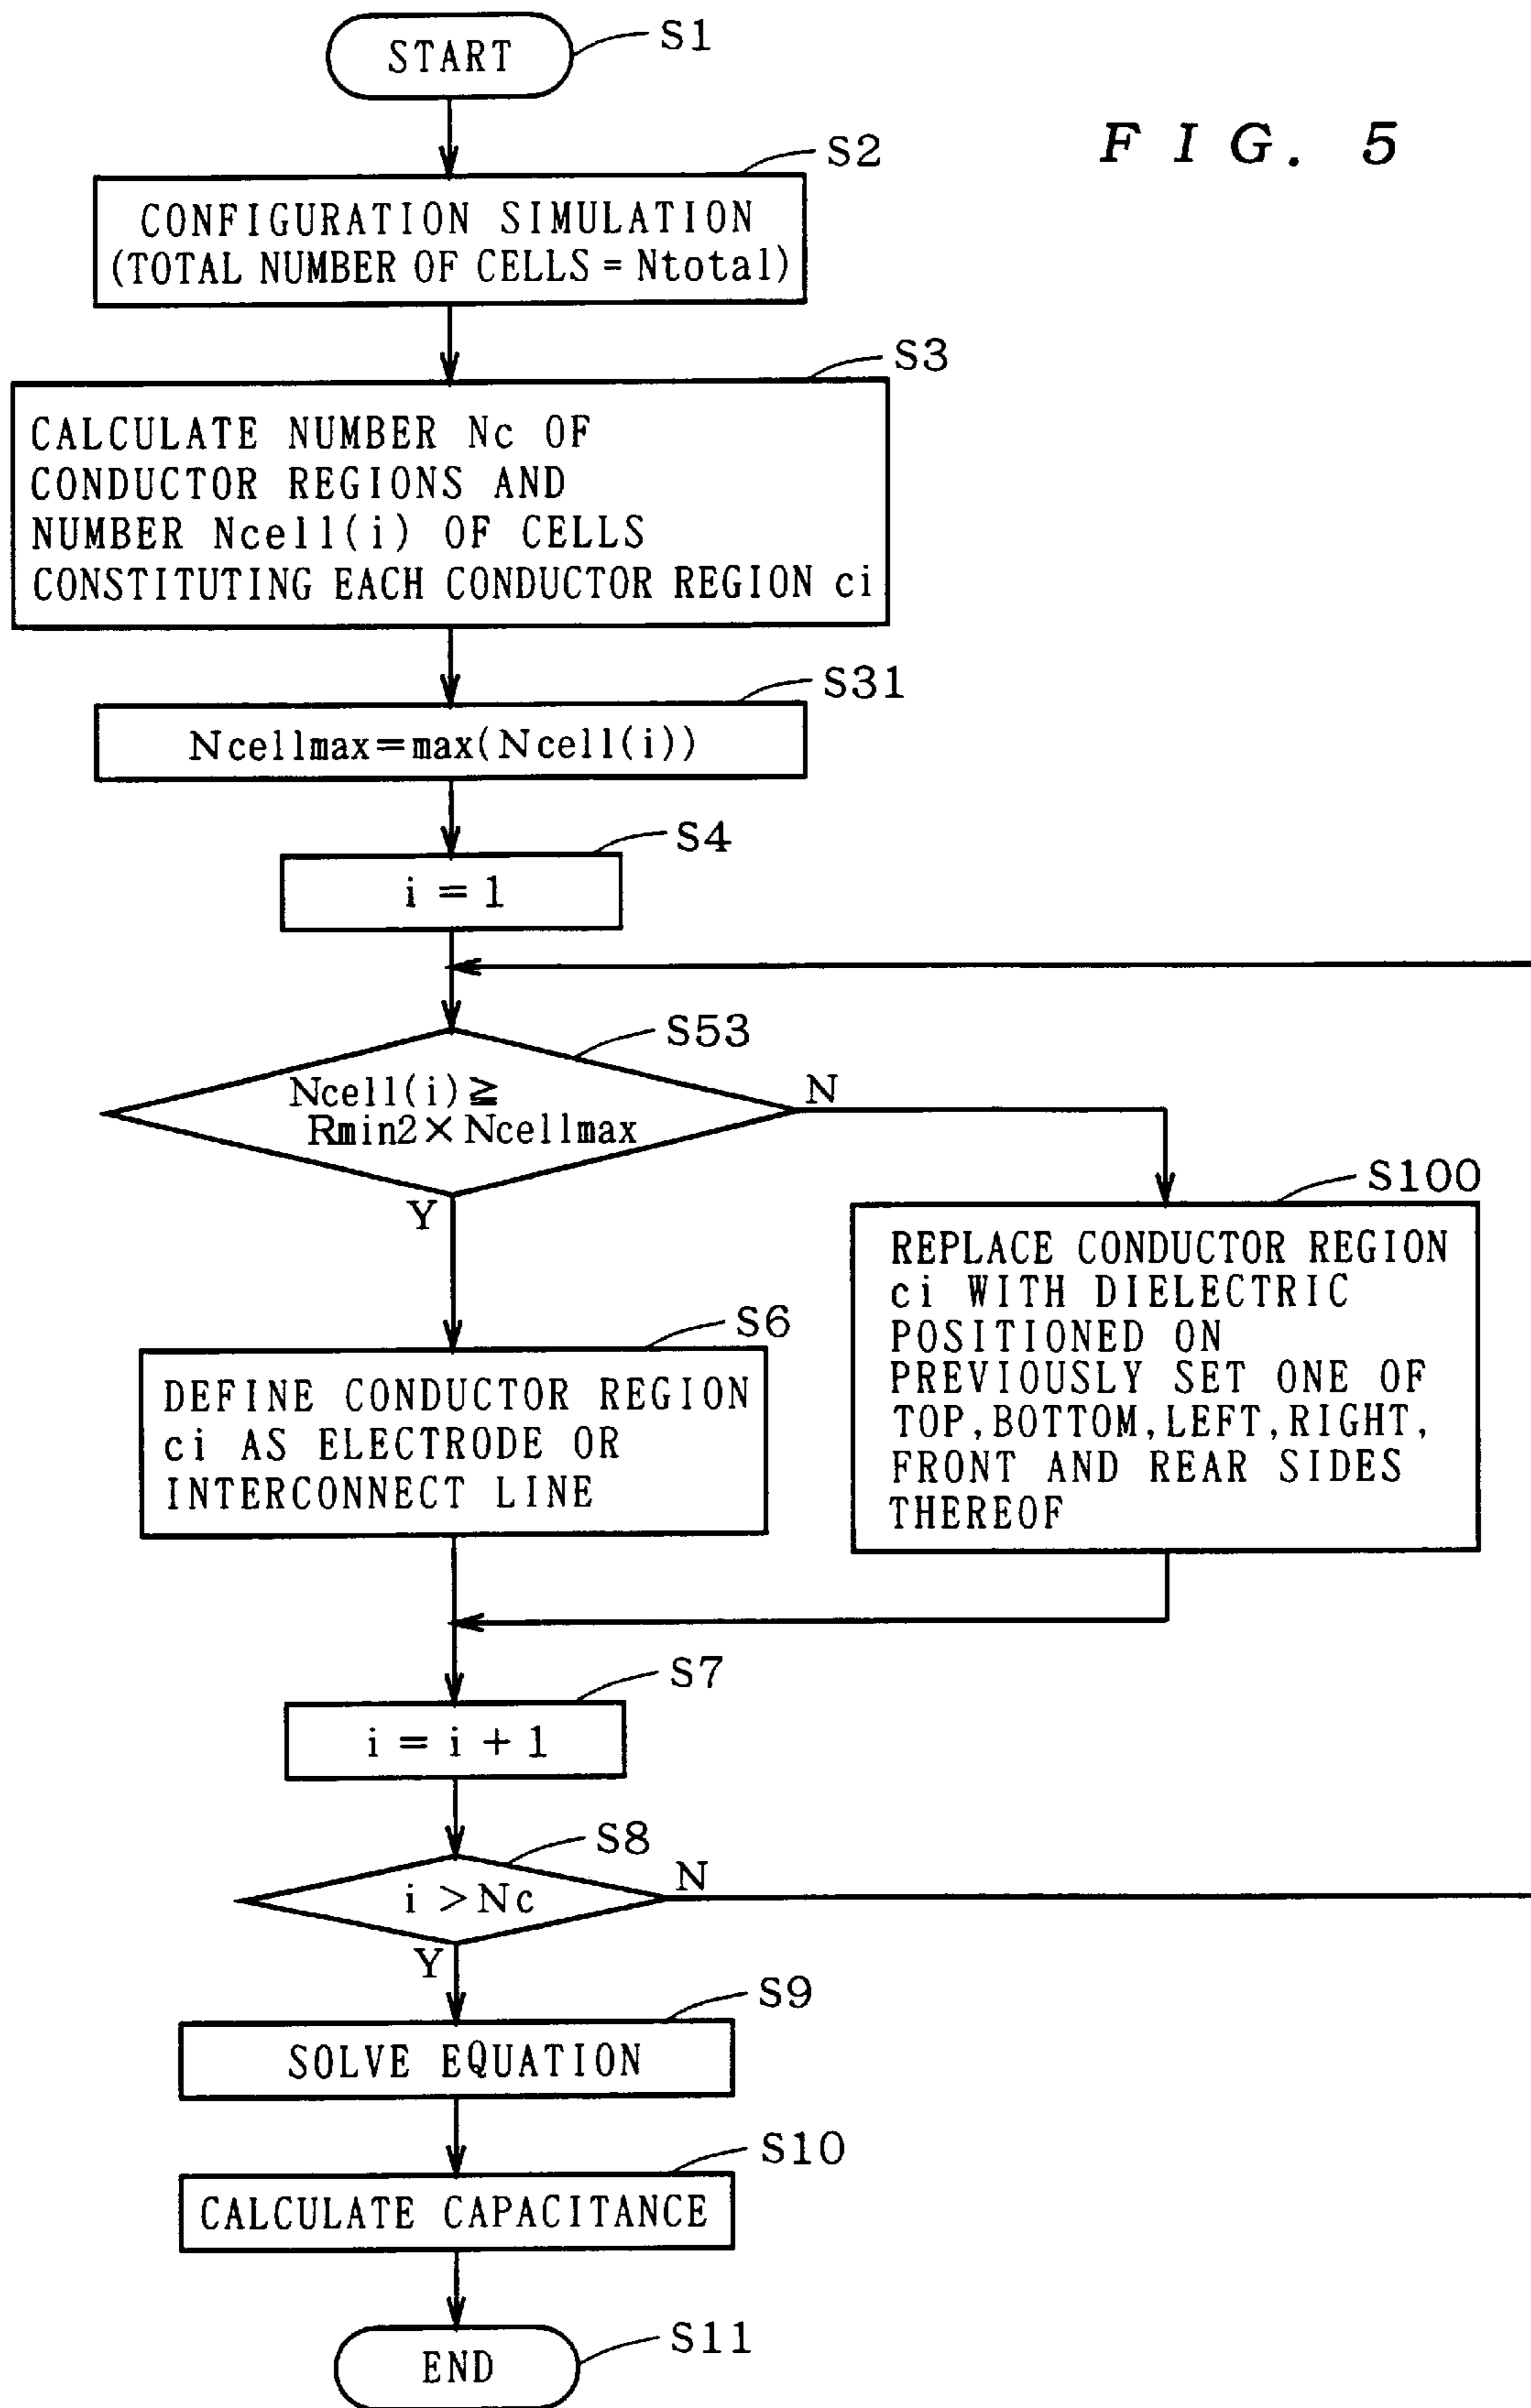 START
S1
FIG. 5
S2
CONFIGURATION SIMULATION
(TOTAL NUMBER OF CELLS = Ntotal)
S3
CALCULATE NUMBER Nc OF
CONDUCTOR REGIONS AND
NUMBER Ncell(i) OF CELLS
CONSTITUTING EACH CONDUCTOR REGION ci
S31
Ncellmax=max(Ncell(i))
S4
i = 1
S53
Ncell(i)≧
Rmin2×Ncellmax
N
Y
S100
REPLACE CONDUCTOR REGION
ci WITH DIELECTRIC
POSITIONED ON
PREVIOUSLY SET ONE OF
TOP,BOTTOM,LEFT,RIGHT,
FRONT AND REAR SIDES
THEREOF
S6
DEFINE CONDUCTOR REGION
ci AS ELECTRODE OR
INTERCONNECT LINE
S7
i = i + 1
S8
i > Nc
N
Y
S9
SOLVE EQUATION
S10
CALCULATE CAPACITANCE
S11
END